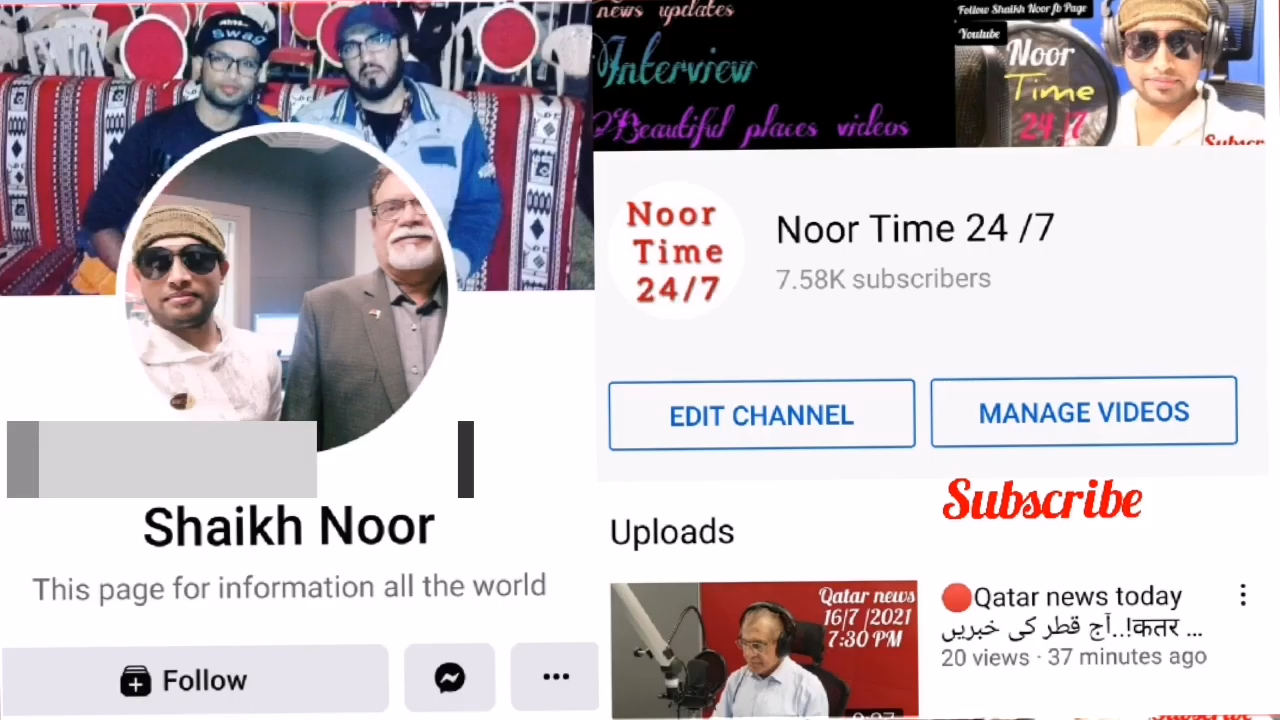 Swag
Shaikh Noor
This page for information all the world
Follow
news updates
Interview
Beautiful places videos
Follow Shaikh Noor fb Page
Youtube
Noor
Time
24/7
Noor
Time
24/7
Noor Time 24 /7
7.58K subscribers
EDIT CHANNEL
MANAGE VIDEOS
Subscribe
Uploads
Qatar news
16/7 /2021
7:30 PM
🔴Qatar news today
آج قطر کی خبریں..!कतर ...
20 views · 37 minutes ago